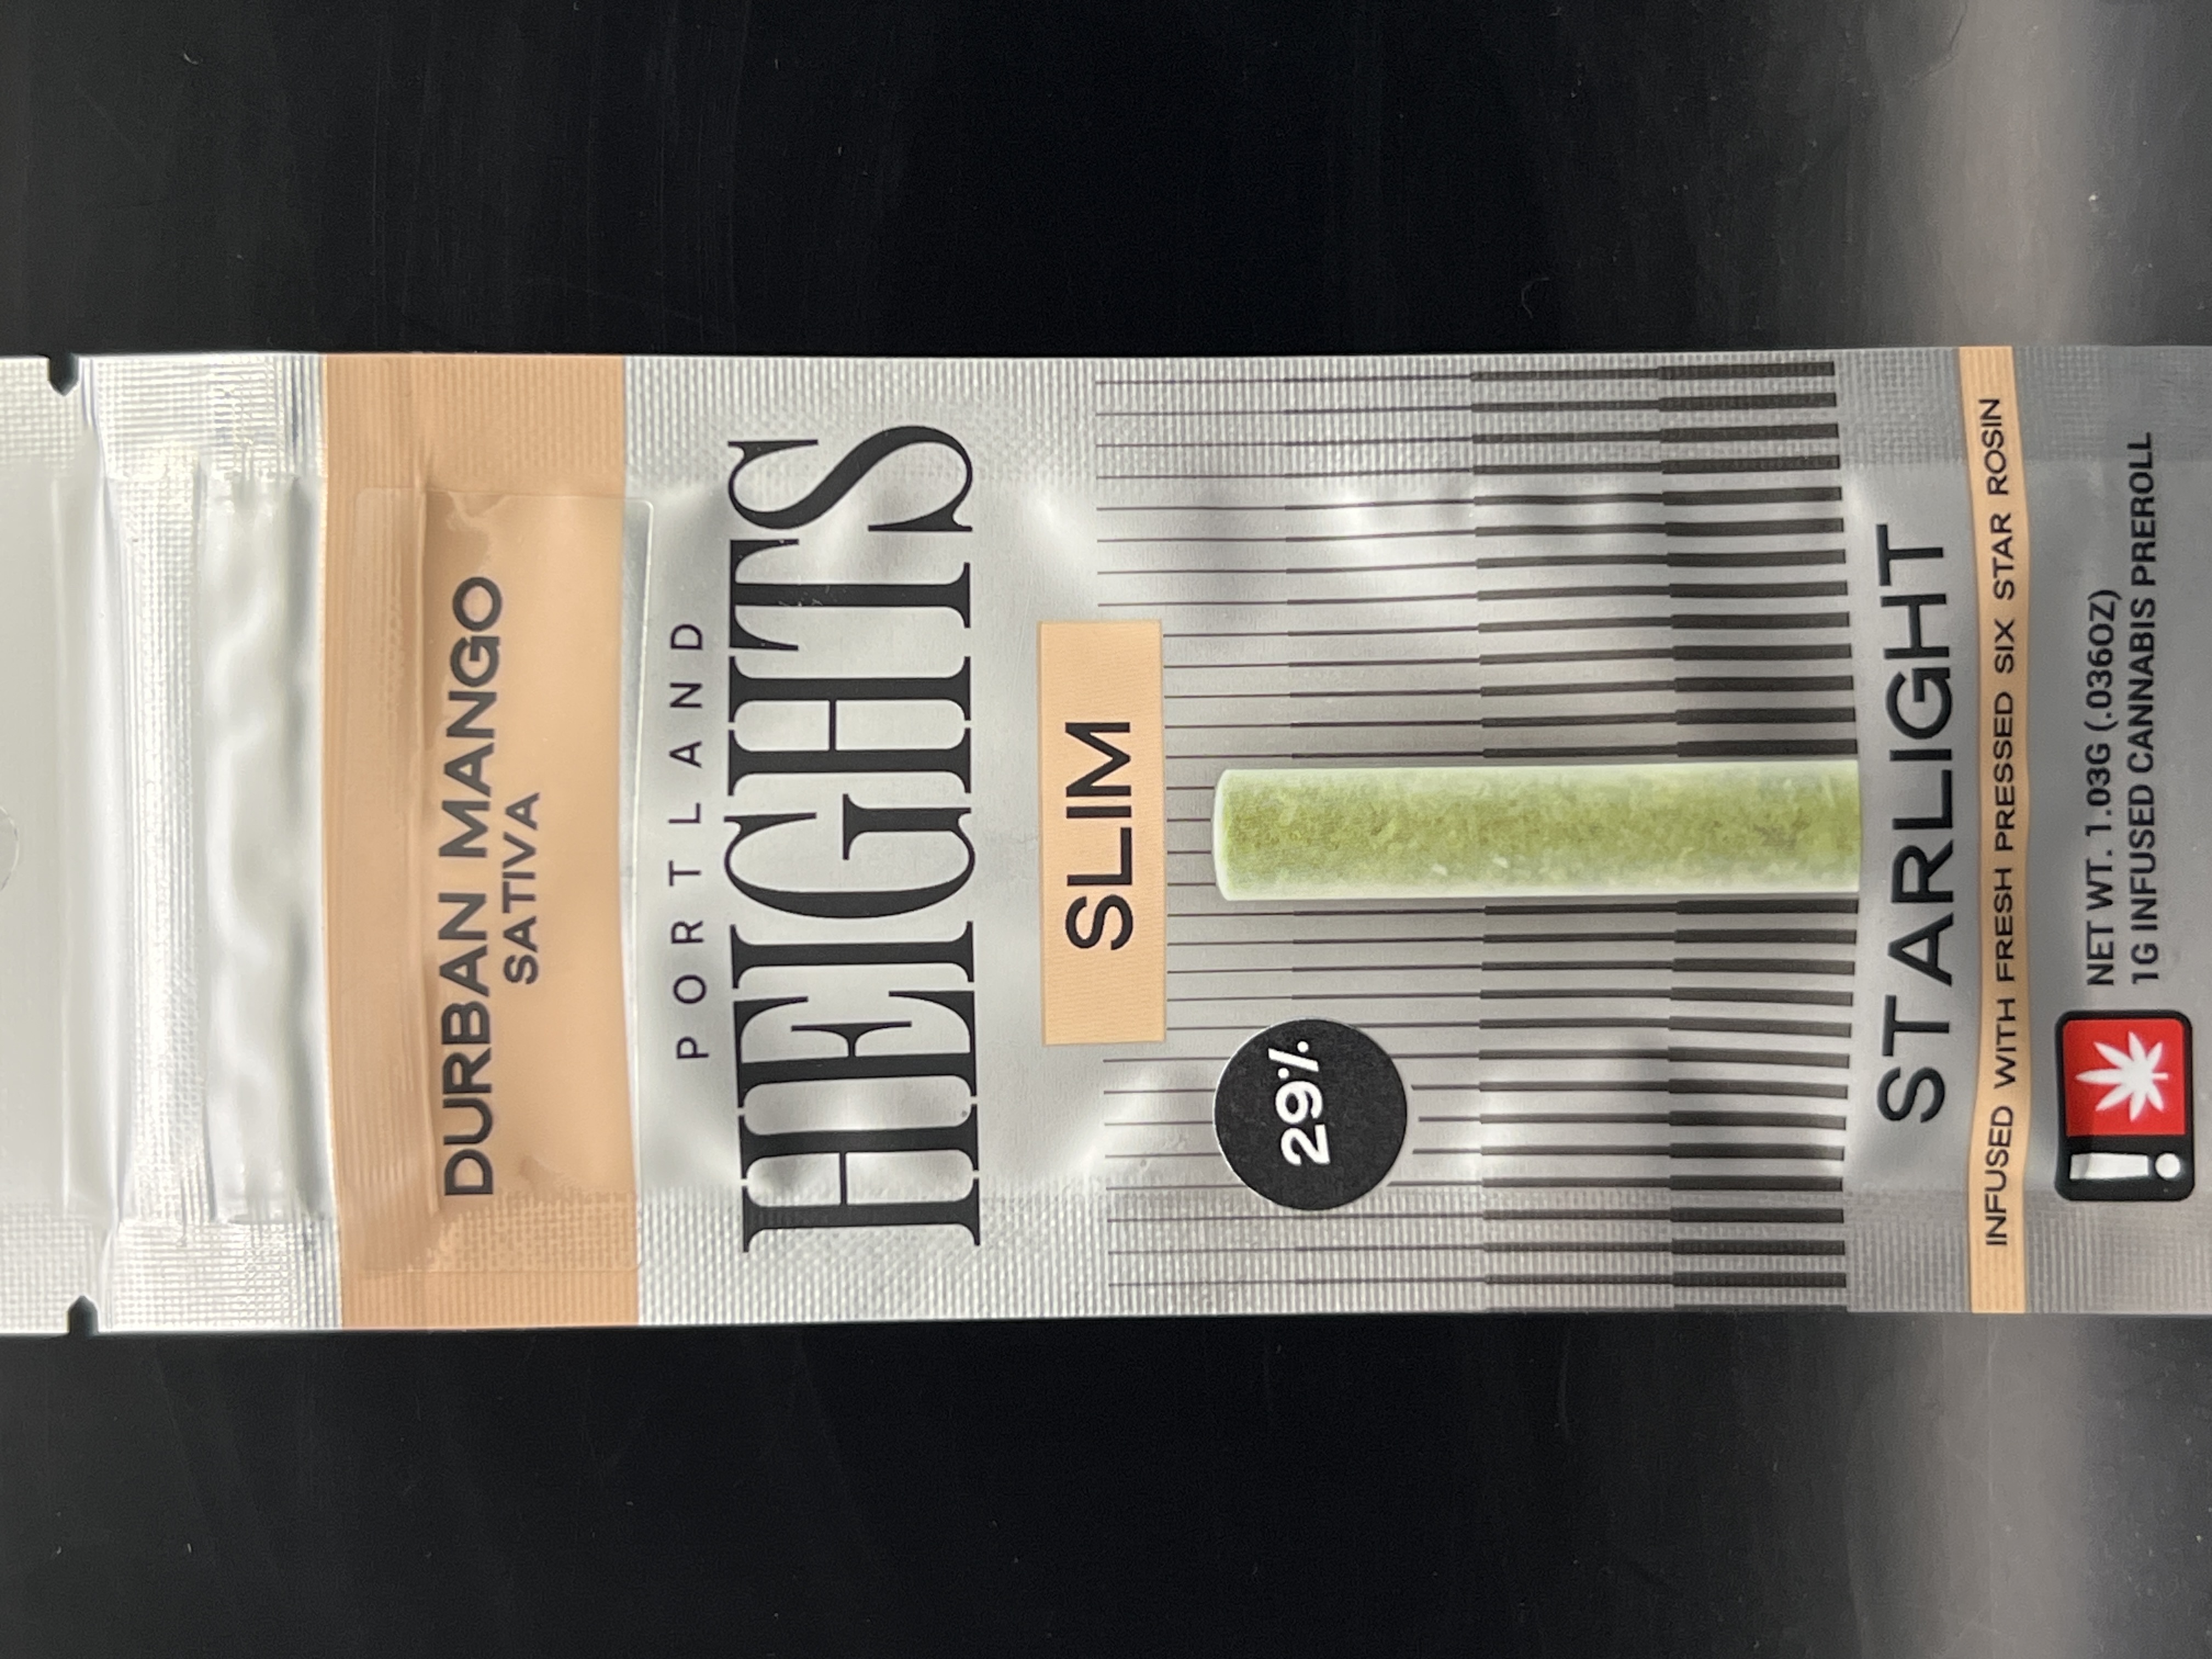 DURBAN MANGO
SATIVA
PORTLAND
HEIGHTS
SLIM
29%
STARLIGHT
INFUSED WITH FRESH PRESSED SIX STAR ROSIN
!
NET WT. 1.03G (.036OZ)
1G INFUSED CANNABIS PREROLL